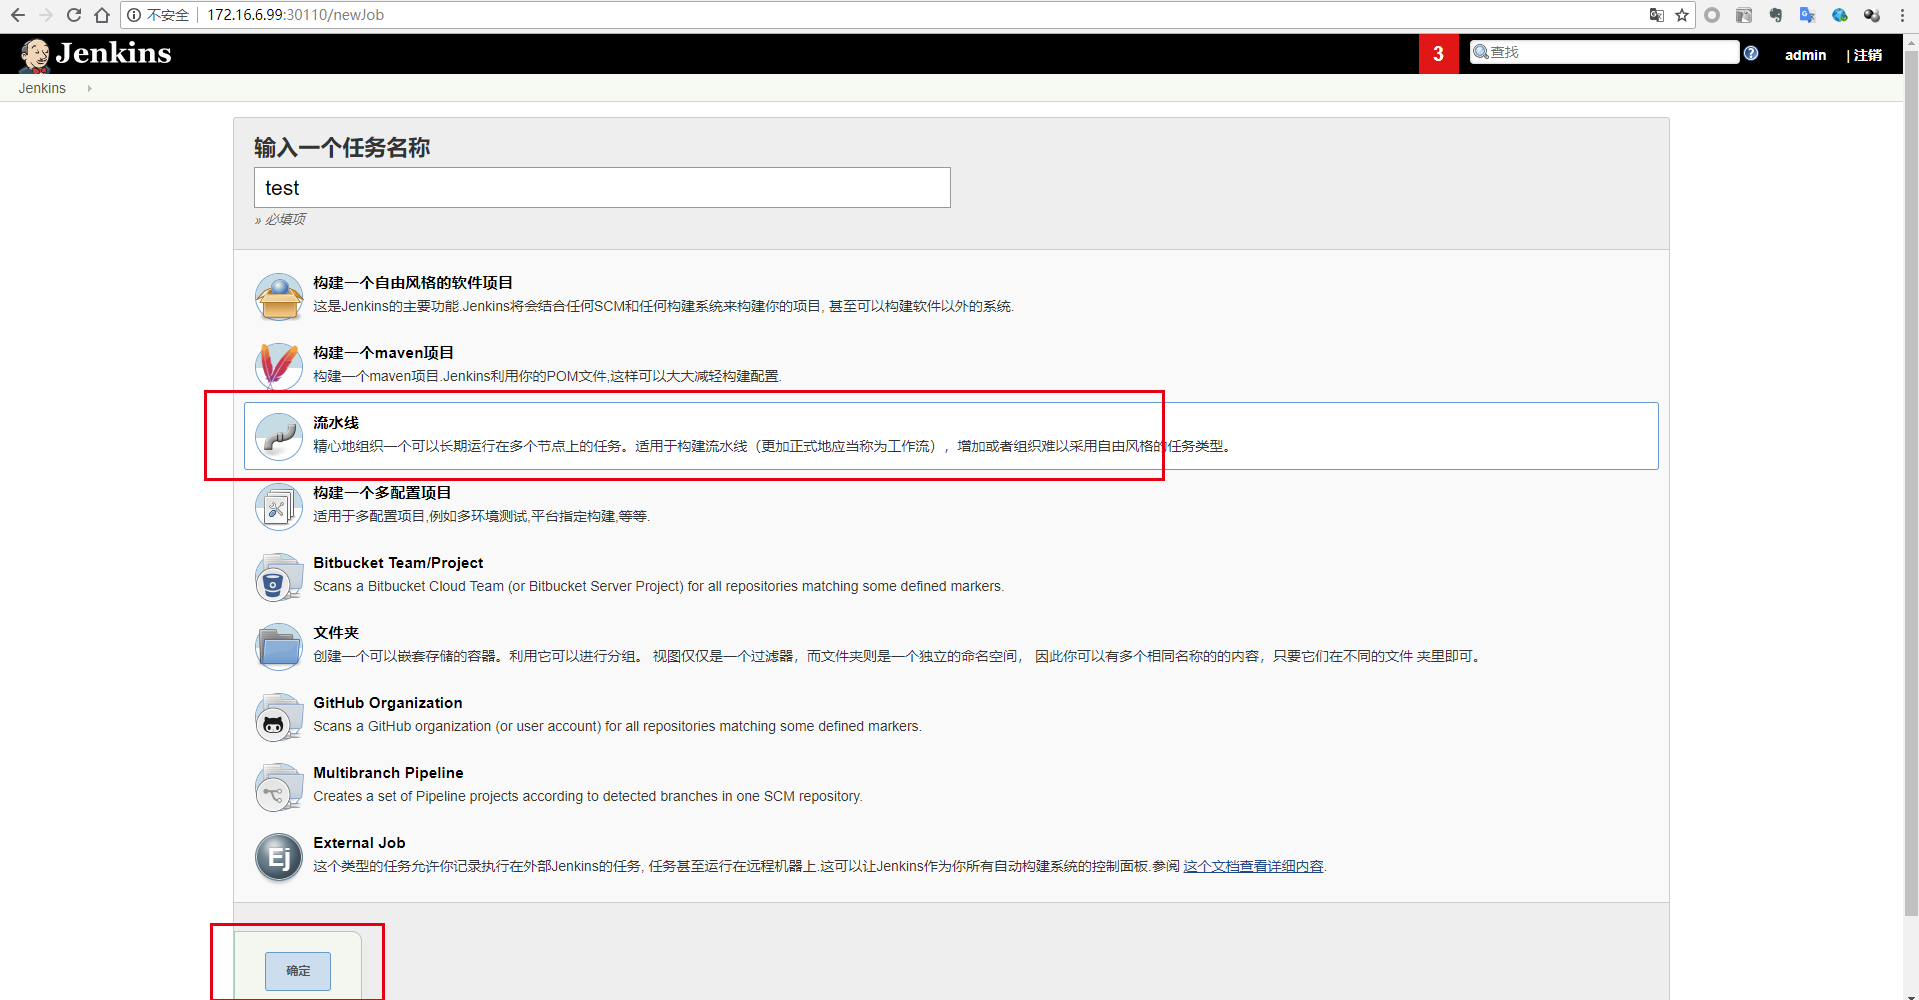 不安全 172.16.6.99:30110/newJob
Jenkins 3 查找 admin | 注销
Jenkins
输入一个任务名称
test
» 必填项
构建一个自由风格的软件项目
这是Jenkins的主要功能.Jenkins将会结合任何SCM和任何构建系统来构建你的项目, 甚至可以构建软件以外的系统.
构建一个maven项目
构建一个maven项目.Jenkins利用你的POM文件,这样可以大大减轻构建配置.
流水线
精心地组织一个可以长期运行在多个节点上的任务。适用于构建流水线（更加正式地应当称为工作流），增加或者组织难以采用自由风格的任务类型。
构建一个多配置项目
适用于多配置项目,例如多环境测试,平台指定构建,等等.
Bitbucket Team/Project
Scans a Bitbucket Cloud Team (or Bitbucket Server Project) for all repositories matching some defined markers.
文件夹
创建一个可以嵌套存储的容器。利用它可以进行分组。 视图仅仅是一个过滤器，而文件夹则是一个独立的命名空间， 因此你可以有多个相同名称的的内容，只要它们在不同的文件 夹里即可。
GitHub Organization
Scans a GitHub organization (or user account) for all repositories matching some defined markers.
Multibranch Pipeline
Creates a set of Pipeline projects according to detected branches in one SCM repository.
Ej
External Job
这个类型的任务允许你记录执行在外部Jenkins的任务, 任务甚至运行在远程机器上.这可以让Jenkins作为你所有自动构建系统的控制面板.参阅 这个文档查看详细内容.
确定